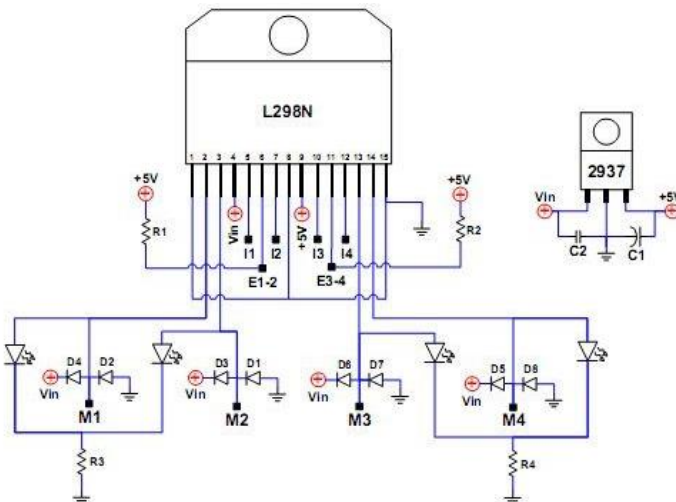 L298N
1 2 3 4 5 6 7 8 9 10 11 12 13 14 15
2937
+5V
+5V
Vin
+5V
R1
Vin
I1
I2
+5V
I3
I4
R2
C2
C1
E1-2
E3-4
D4
D2
D3
D1
D6
D7
D5
D8
Vin
Vin
Vin
Vin
M1
M2
M3
M4
R3
R4